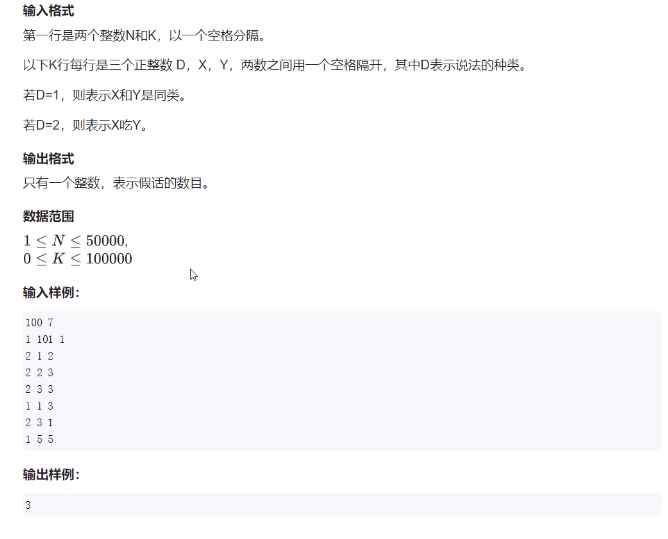 输入格式
第一行是两个整数N和K，以一个空格分隔。
以下K行每行是三个正整数 D，X，Y，两数之间用一个空格隔开，其中D表示说法的种类。
若D=1，则表示X和Y是同类。
若D=2，则表示X吃Y。
输出格式
只有一个整数，表示假话的数目。
数据范围
1 ≤ N ≤ 50000,
0 ≤ K ≤ 100000
输入样例：
100 7
1 101 1
2 1 2
2 2 3
2 3 3
1 1 3
2 3 1
1 5 5
输出样例：
3